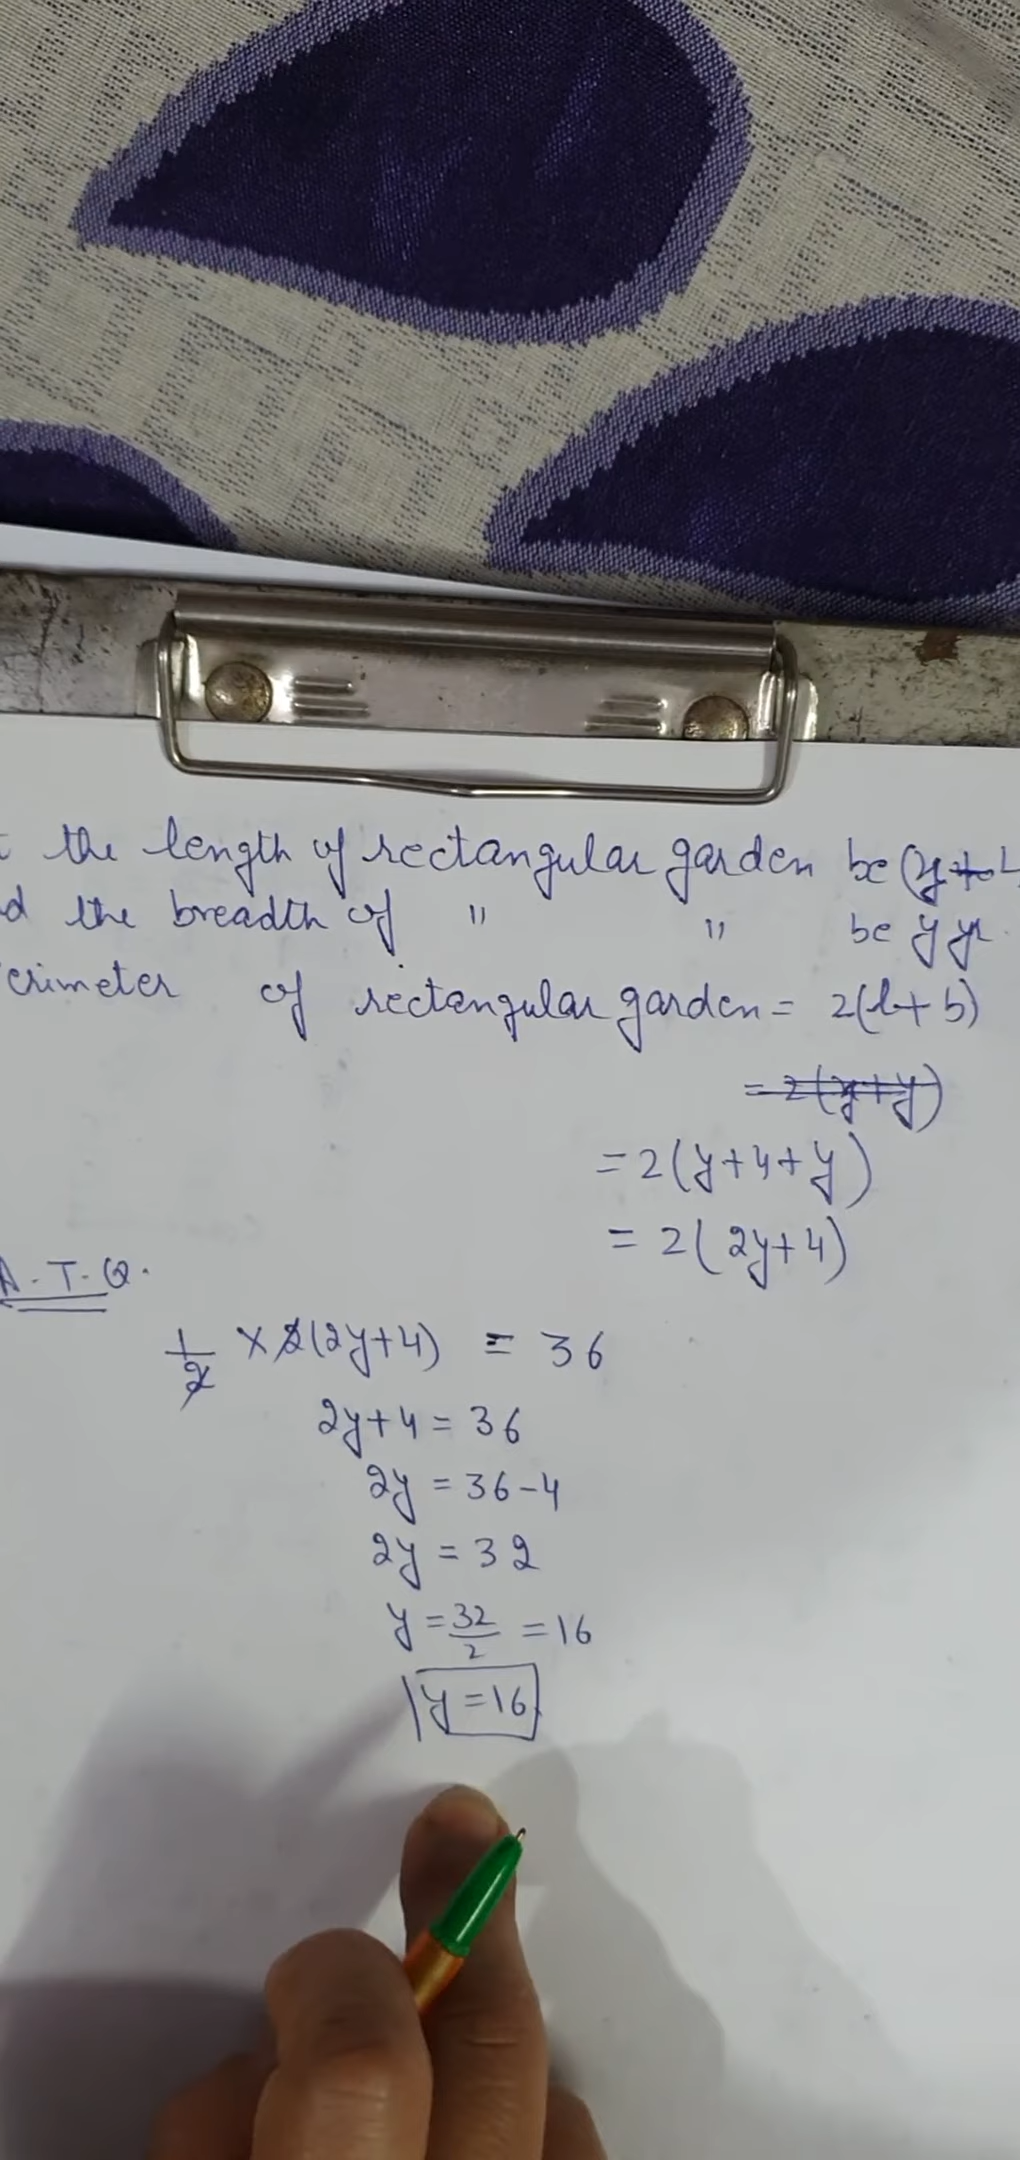 the length of rectangular garden be (y+4
the breadth of " " be y
erimeter of rectangular garden = 2(l+b)
= 2(y+y)
= 2(y+4+y)
= 2(2y+4)
A.T.Q.
1/2 × 2(2y+4) = 36
2y+4 = 36
2y = 36-4
2y = 32
y = 32/2 = 16
y = 16